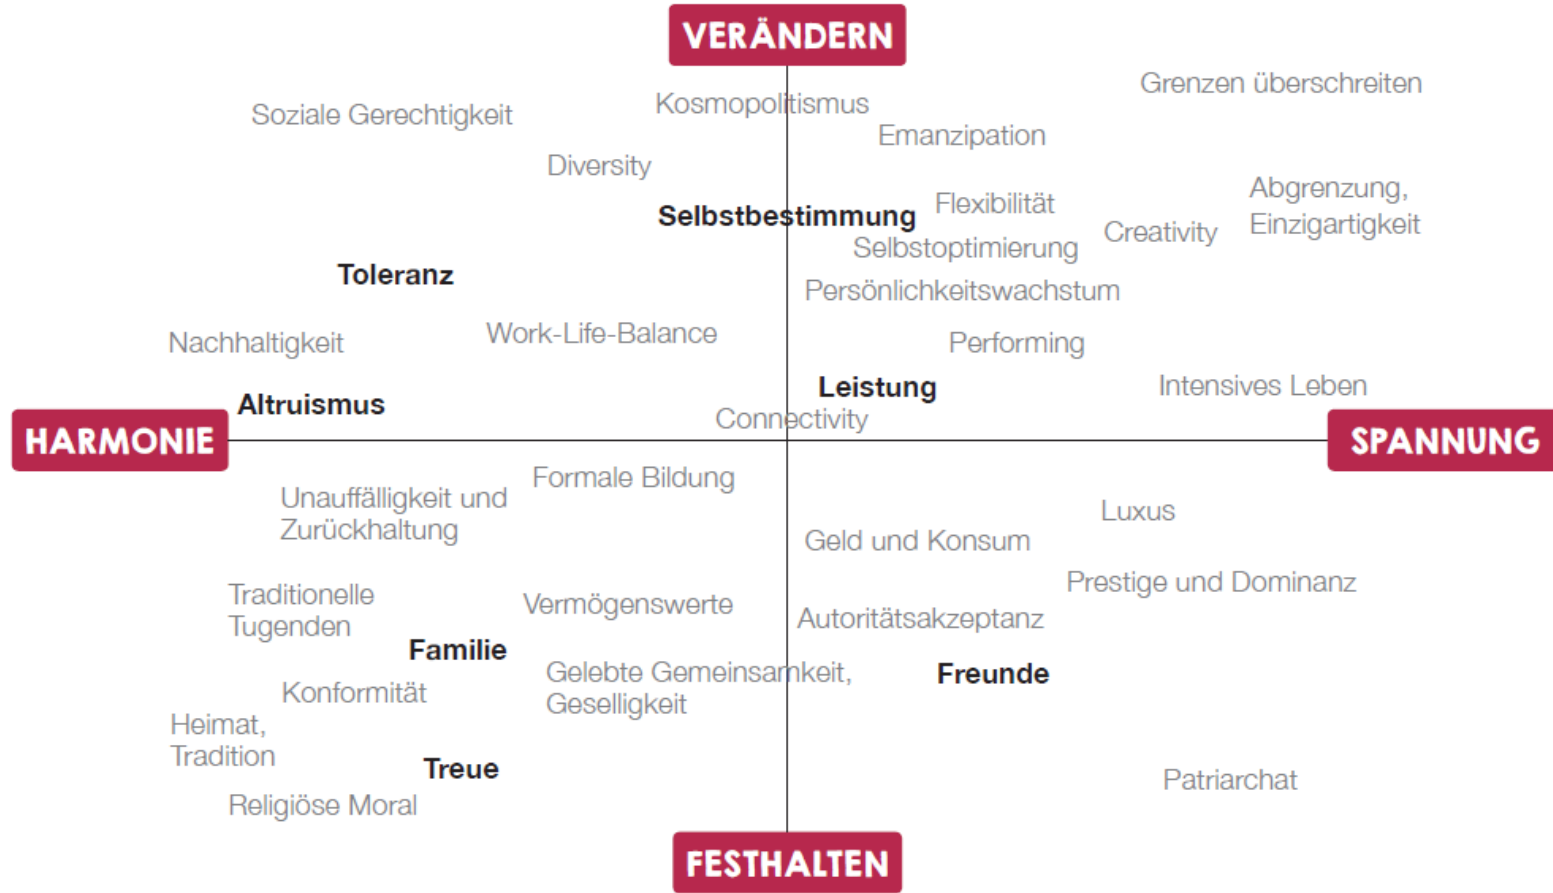 VERÄNDERN
Grenzen überschreiten
Kosmopolitismus
Soziale Gerechtigkeit
Emanzipation
Diversity
Abgrenzung,
Einzigartigkeit
Flexibilität
Selbstbestimmung
Creativity
Selbstoptimierung
Toleranz
Persönlichkeitswachstum
Work-Life-Balance
Nachhaltigkeit
Performing
Leistung
Intensives Leben
Altruismus
Connectivity
HARMONIE
SPANNUNG
Formale Bildung
Unauffälligkeit und
Zurückhaltung
Luxus
Geld und Konsum
Prestige und Dominanz
Traditionelle
Tugenden
Vermögenswerte
Autoritätsakzeptanz
Familie
Gelebte Gemeinsamkeit,
Geselligkeit
Freunde
Konformität
Heimat,
Tradition
Treue
Patriarchat
Religiöse Moral
FESTHALTEN